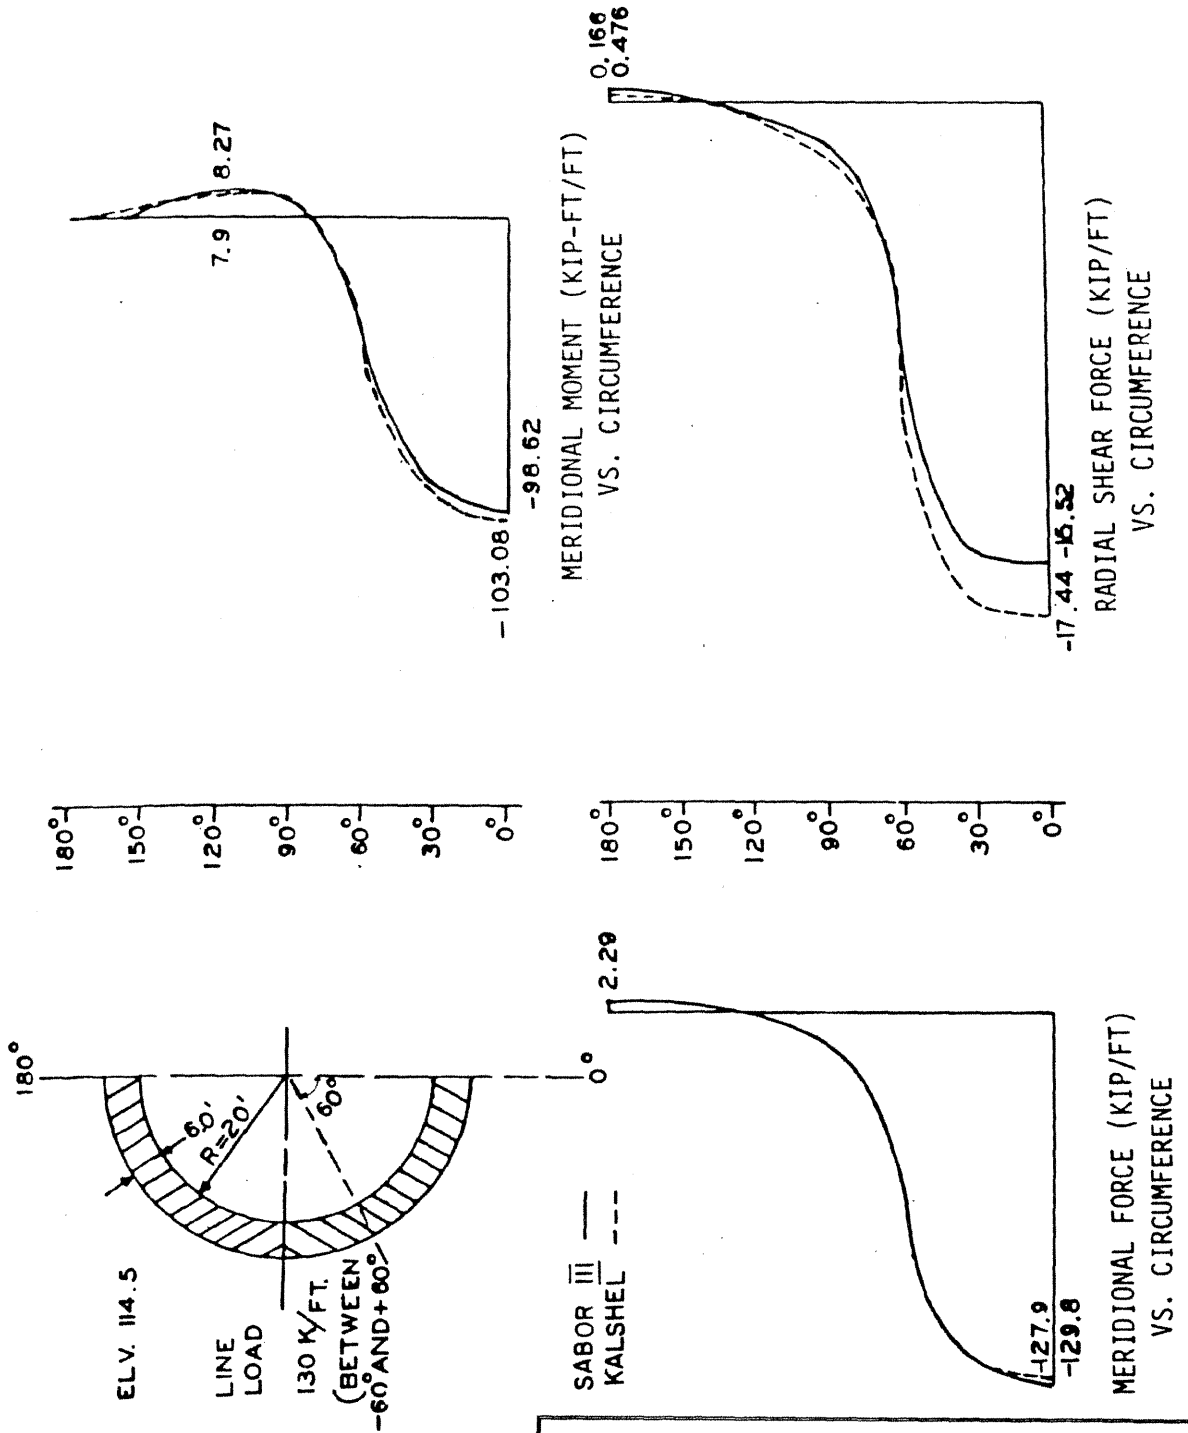 180°
ELV. 114.5
6.0'
R=20'
LINE
LOAD
130 K/FT.
(BETWEEN
-60° AND +60°
60°
0°
SABOR III
KALSHEL
2.29
-127.9
-129.8
MERIDIONAL FORCE (KIP/FT)
VS. CIRCUMFERENCE
180°
150°
120°
90°
60°
30°
0°
7.9
8.27
-103.08
-98.62
MERIDIONAL MOMENT (KIP-FT/FT)
VS. CIRCUMFERENCE
180°
150°
120°
90°
60°
30°
0°
0.166
0.476
-17.44 -16.52
RADIAL SHEAR FORCE (KIP/FT)
VS. CIRCUMFERENCE